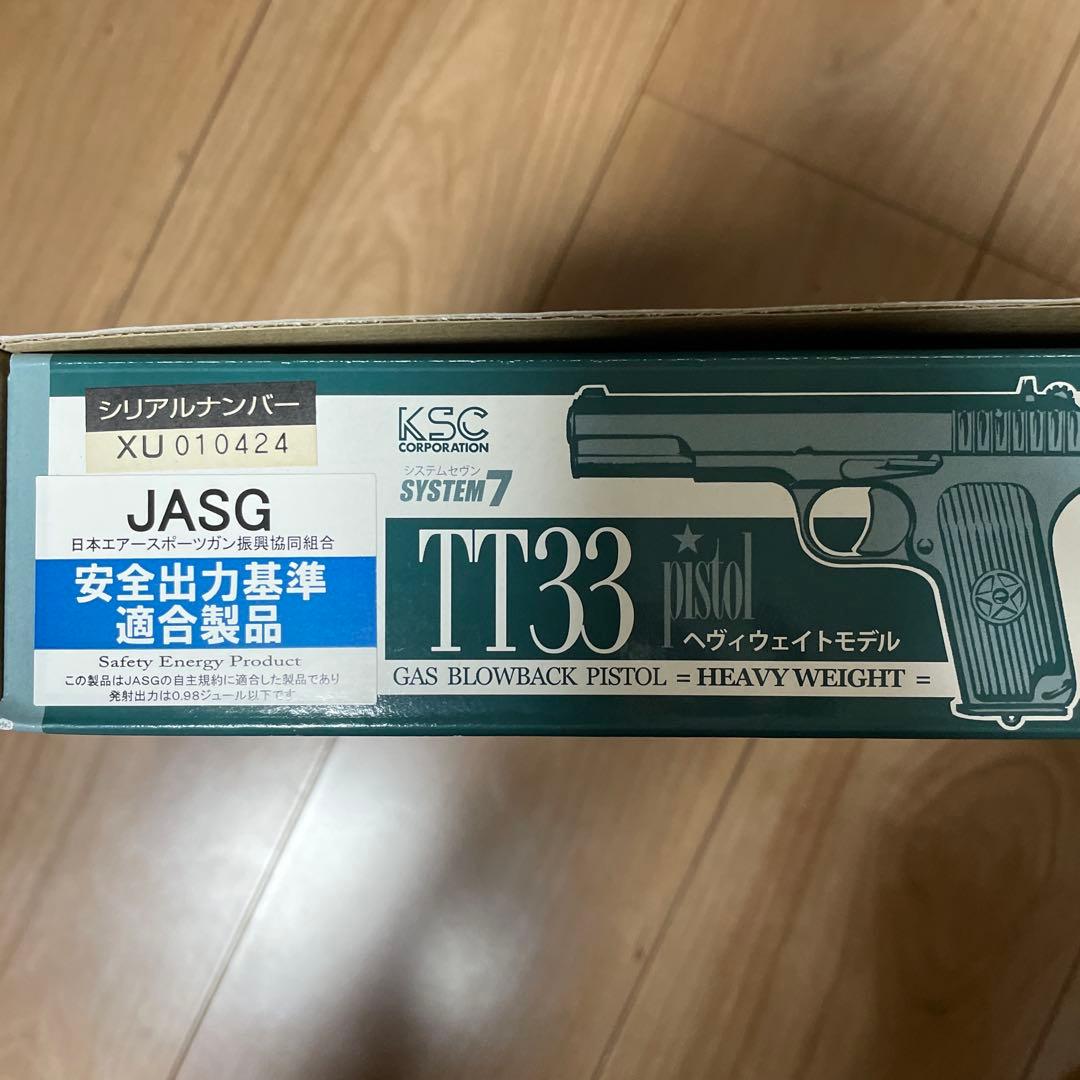 シリアルナンバー
XU 010424
JASG
日本エアースポーツガン振興協同組合
安全出力基準
適合製品
Safety Energy Product
この製品はJASGの自主規約に適合した製品であり
発射出力は0.98ジュール以下です
KSC
CORPORATION
システムセヴン
SYSTEM 7
TT33 pistol
ヘヴィウェイトモデル
GAS BLOWBACK PISTOL = HEAVY WEIGHT =